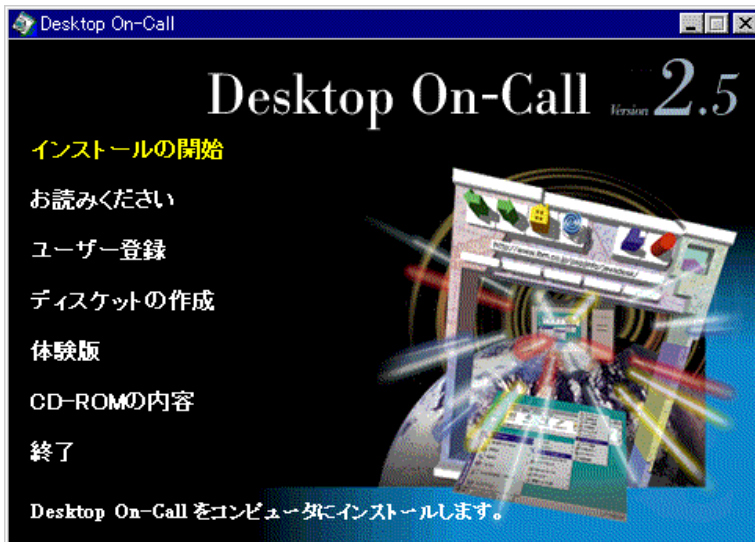 Desktop On-Call
Desktop On-Call Version 2.5
インストールの開始
お読みください
ユーザー登録
ディスケットの作成
体験版
CD-ROMの内容
終了
Desktop On-Call をコンピュータにインストールします。